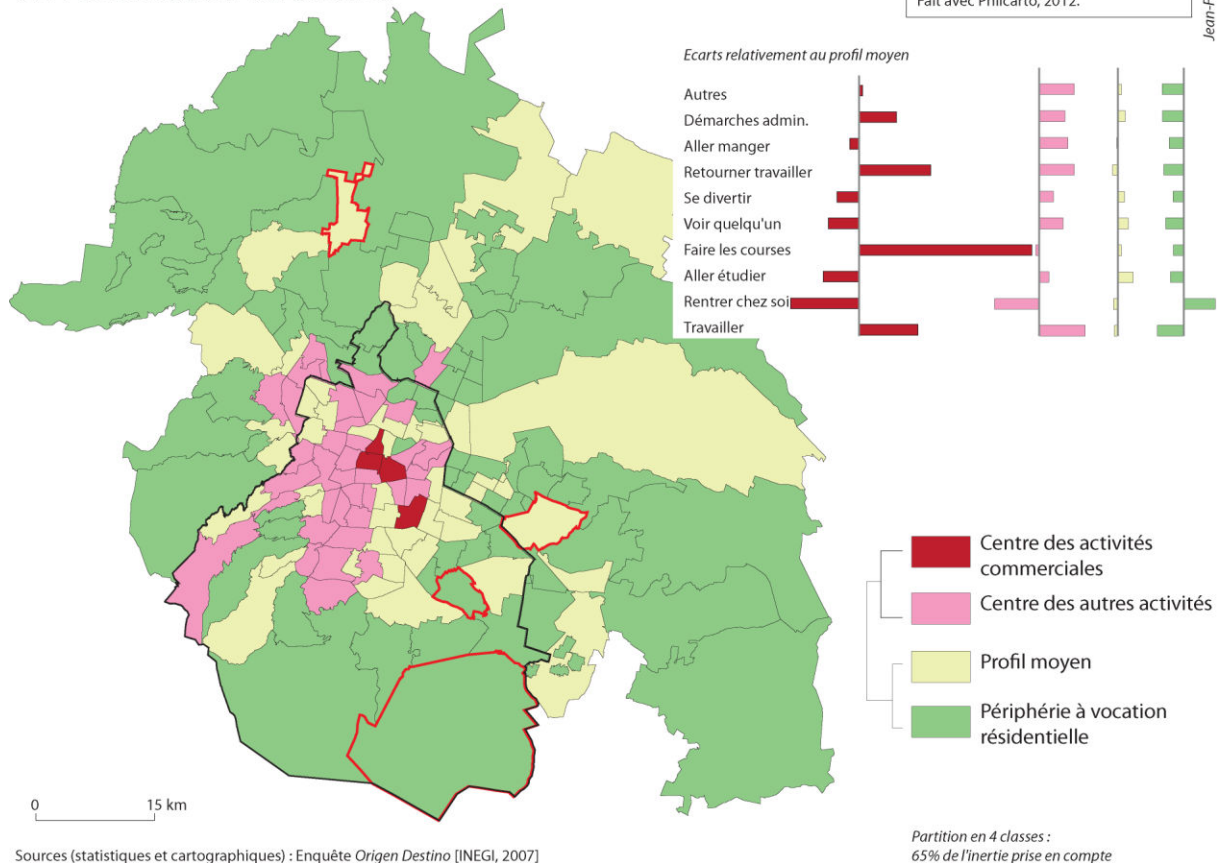 Fait avec Philcarto, 2012.
Jean-F
Ecarts relativement au profil moyen
Autres
Démarches admin.
Aller manger
Retourner travailler
Se divertir
Voir quelqu'un
Faire les courses
Aller étudier
Rentrer chez soi
Travailler
Centre des activités
commerciales
Centre des autres activités
Profil moyen
Périphérie à vocation
résidentielle
0 15 km
Sources (statistiques et cartographiques) : Enquête Origen Destino [INEGI, 2007]
Partition en 4 classes :
65% de l'inertie prise en compte